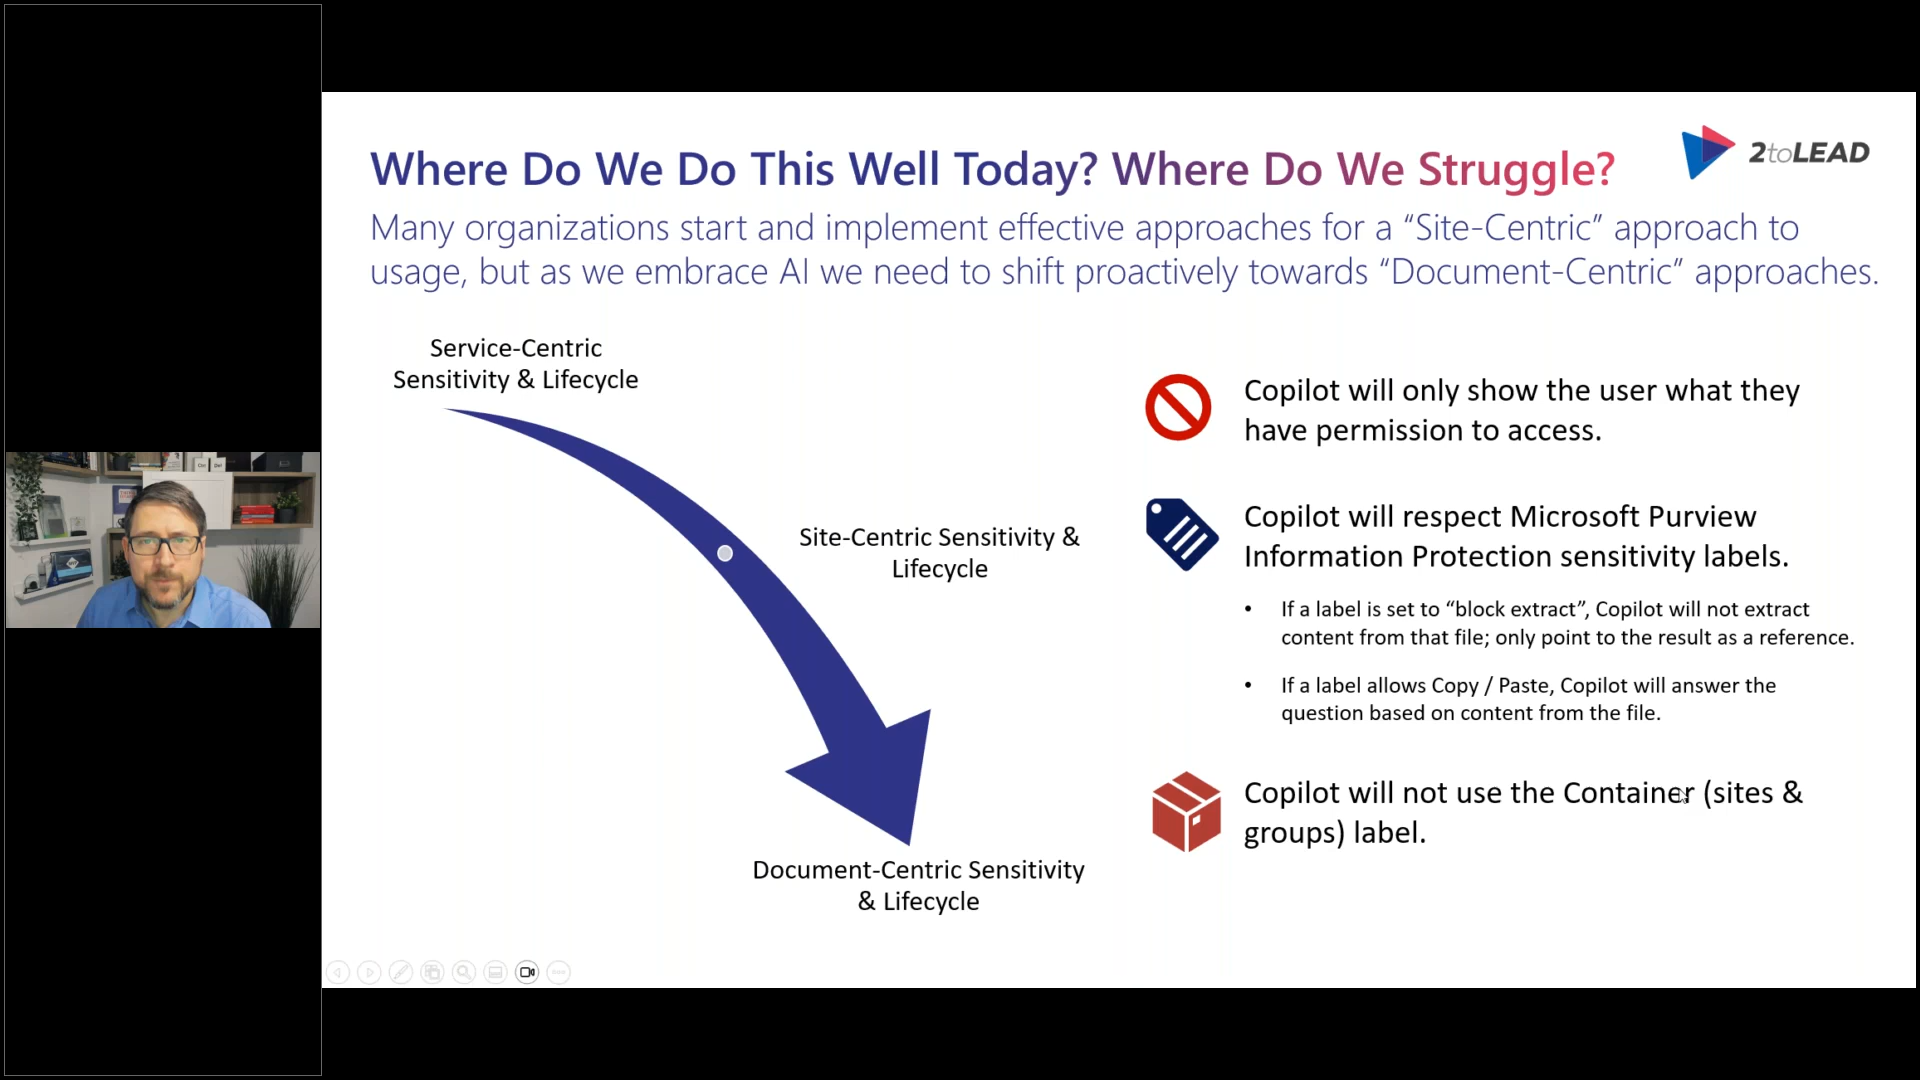 Where Do We Do This Well Today? Where Do We Struggle?
2toLEAD
Many organizations start and implement effective approaches for a “Site-Centric” approach to
usage, but as we embrace AI we need to shift proactively towards “Document-Centric” approaches.
Service-Centric
Sensitivity & Lifecycle
Site-Centric Sensitivity &
Lifecycle
Document-Centric Sensitivity
& Lifecycle
Copilot will only show the user what they
have permission to access.
Copilot will respect Microsoft Purview
Information Protection sensitivity labels.
• If a label is set to “block extract”, Copilot will not extract
content from that file; only point to the result as a reference.
• If a label allows Copy / Paste, Copilot will answer the
question based on content from the file.
Copilot will not use the Container (sites &
groups) label.